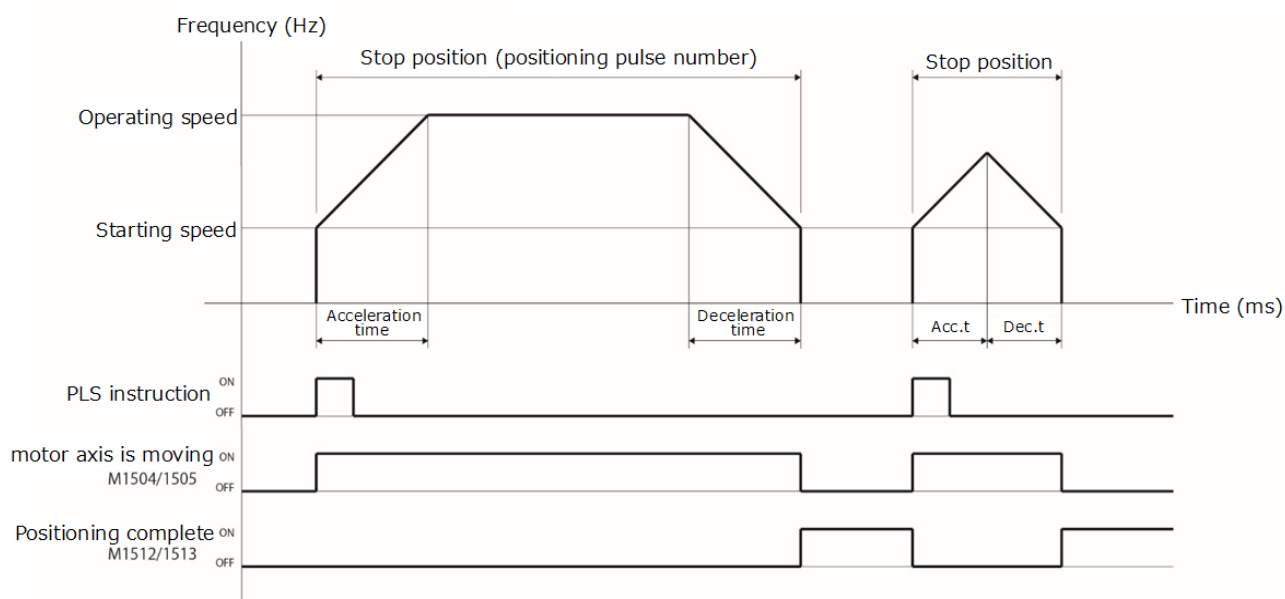 Frequency (Hz)
Stop position (positioning pulse number)
Stop position
Operating speed
Starting speed
Time (ms)
Acceleration
time
Deceleration
time
Acc.t
Dec.t
PLS instruction
ON
OFF
motor axis is moving
M1504/1505
ON
OFF
Positioning complete
M1512/1513
ON
OFF